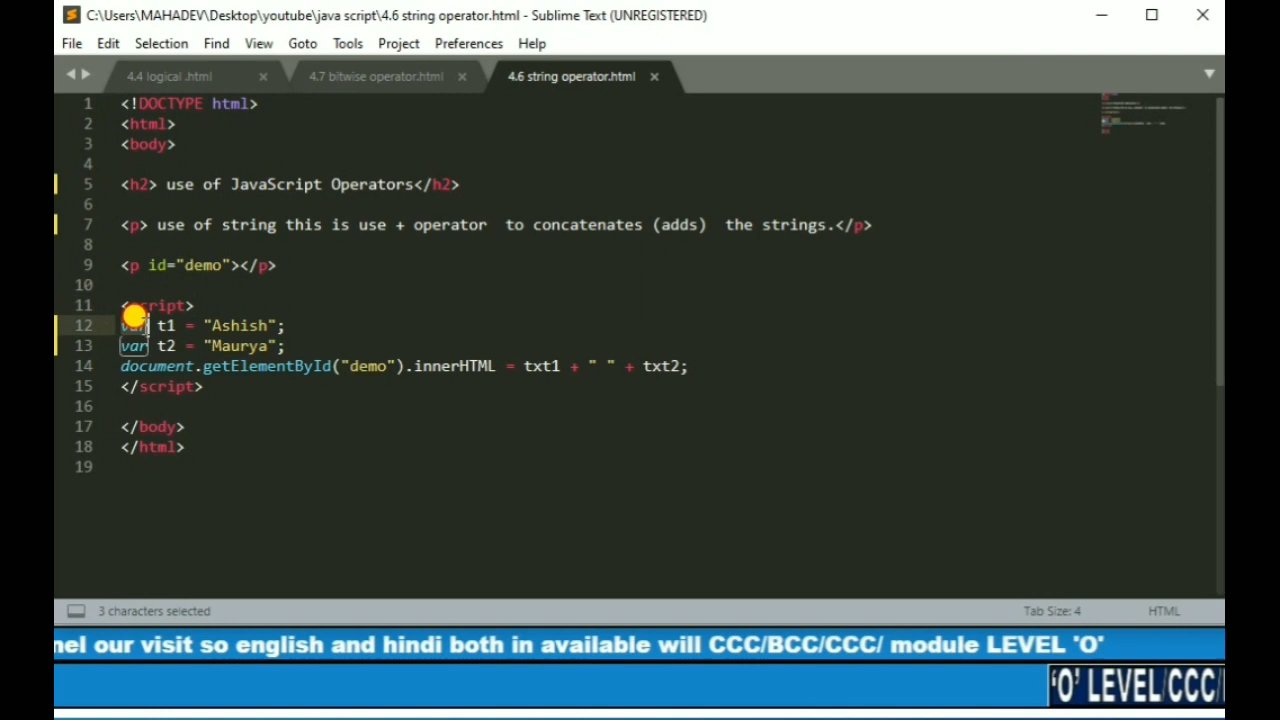 C:\Users\MAHADEV\Desktop\youtube\java script\4.6 string operator.html - Sublime Text (UNREGISTERED)
File Edit Selection Find View Goto Tools Project Preferences Help
4.4 logical .html 4.7 bitwise operator.html 4.6 string operator.html
1 <!DOCTYPE html>
2 <html>
3 <body>
4
5 <h2> use of JavaScript Operators</h2>
6
7 <p> use of string this is use + operator  to concatenates (adds)  the strings.</p>
8
9 <p id="demo"></p>
10
11 <script>
12 var t1 = "Ashish";
13 var t2 = "Maurya";
14 document.getElementById("demo").innerHTML = txt1 + " " + txt2;
15 </script>
16
17 </body>
18 </html>
19
3 characters selected Tab Size: 4 HTML
nel our visit so english and hindi both in available will CCC/BCC/CCC/ module LEVEL 'O'
'O' LEVEL/CCC/